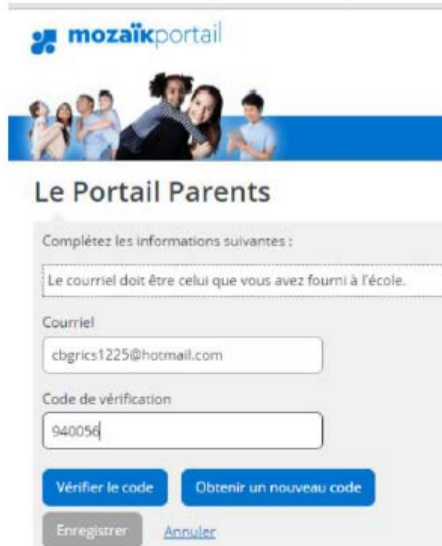 mozaïkportail
Le Portail Parents
Complétez les informations suivantes :
Le courriel doit être celui que vous avez fourni à l'école.
Courriel
cbgrics1225@hotmail.com
Code de vérification
940056
Vérifier le code Obtenir un nouveau code
Enregistrer Annuler